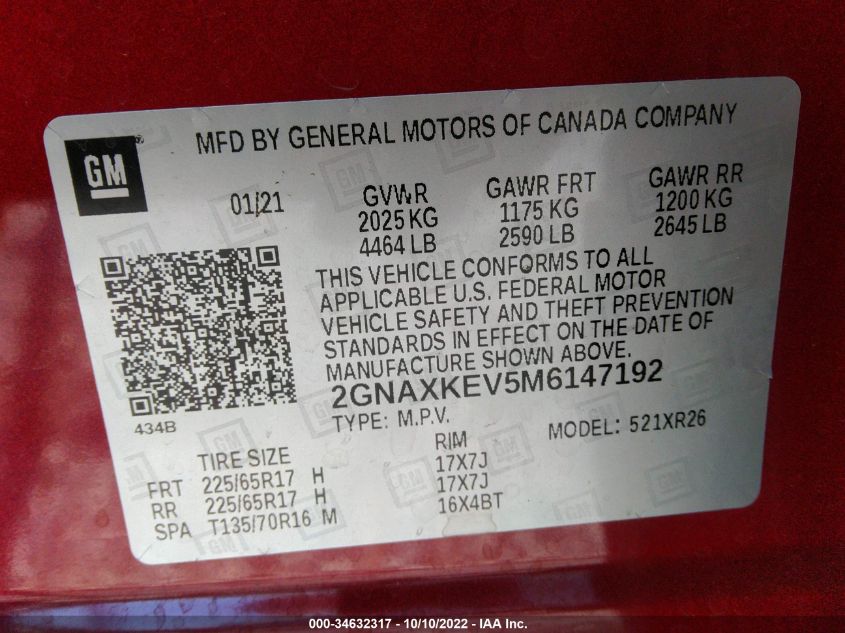 GM
MFD BY GENERAL MOTORS OF CANADA COMPANY
01/21
GVWR
2025 KG
4464 LB
GAWR FRT
1175 KG
2590 LB
GAWR RR
1200 KG
2645 LB
THIS VEHICLE CONFORMS TO ALL
APPLICABLE U.S. FEDERAL MOTOR
VEHICLE SAFETY AND THEFT PREVENTION
STANDARDS IN EFFECT ON THE DATE OF
MANUFACTURE SHOWN ABOVE.
2GNAXKEV5M6147192
434B
TYPE: M.P.V.
MODEL: 521XR26
TIRE SIZE RIM
FRT 225/65R17 H 17X7J
RR 225/65R17 H 17X7J
SPA T135/70R16 M 16X4BT
000-34632317 - 10/10/2022 - IAA Inc.